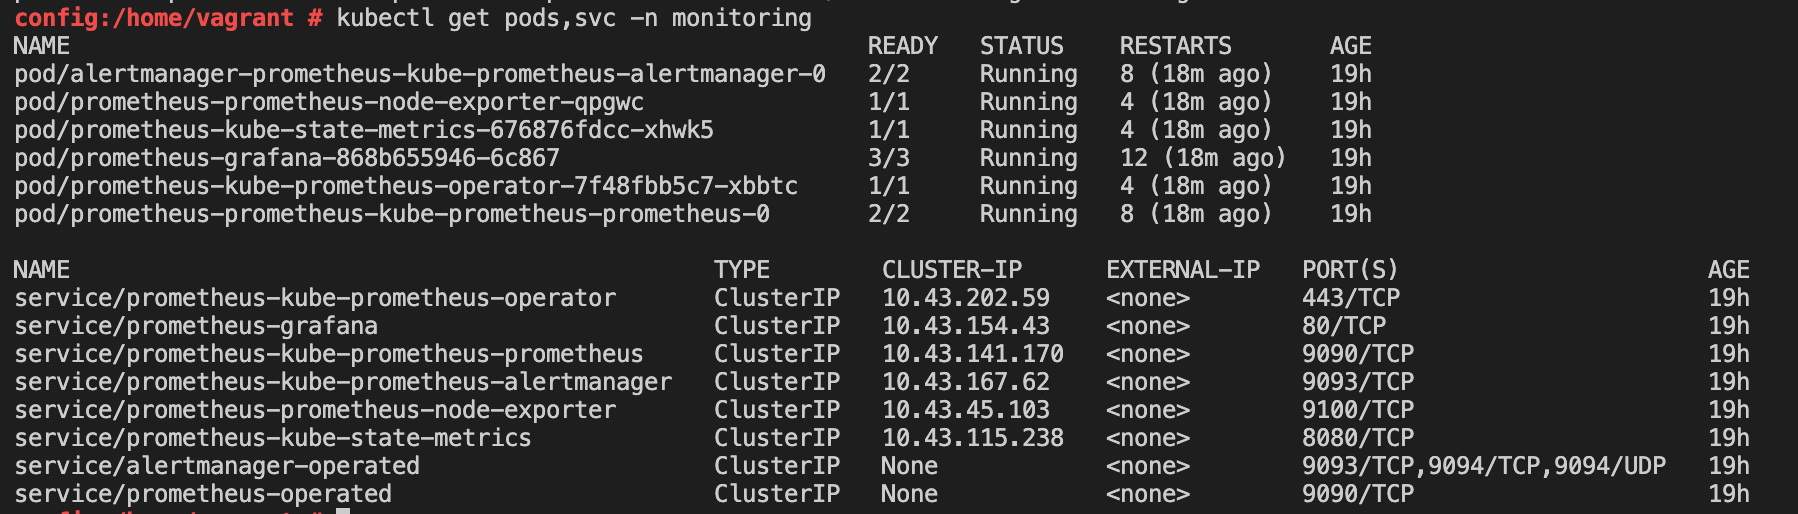 config:/home/vagrant # kubectl get pods,svc -n monitoring
NAME READY STATUS RESTARTS AGE
pod/alertmanager-prometheus-kube-prometheus-alertmanager-0 2/2 Running 8 (18m ago) 19h
pod/prometheus-prometheus-node-exporter-qpgwc 1/1 Running 4 (18m ago) 19h
pod/prometheus-kube-state-metrics-676876fdcc-xhwk5 1/1 Running 4 (18m ago) 19h
pod/prometheus-grafana-868b655946-6c867 3/3 Running 12 (18m ago) 19h
pod/prometheus-kube-prometheus-operator-7f48fbb5c7-xbbtc 1/1 Running 4 (18m ago) 19h
pod/prometheus-prometheus-kube-prometheus-prometheus-0 2/2 Running 8 (18m ago) 19h
NAME TYPE CLUSTER-IP EXTERNAL-IP PORT(S) AGE
service/prometheus-kube-prometheus-operator ClusterIP 10.43.202.59 <none> 443/TCP 19h
service/prometheus-grafana ClusterIP 10.43.154.43 <none> 80/TCP 19h
service/prometheus-kube-prometheus-prometheus ClusterIP 10.43.141.170 <none> 9090/TCP 19h
service/prometheus-kube-prometheus-alertmanager ClusterIP 10.43.167.62 <none> 9093/TCP 19h
service/prometheus-prometheus-node-exporter ClusterIP 10.43.45.103 <none> 9100/TCP 19h
service/prometheus-kube-state-metrics ClusterIP 10.43.115.238 <none> 8080/TCP 19h
service/alertmanager-operated ClusterIP None <none> 9093/TCP,9094/TCP,9094/UDP 19h
service/prometheus-operated ClusterIP None <none> 9090/TCP 19h